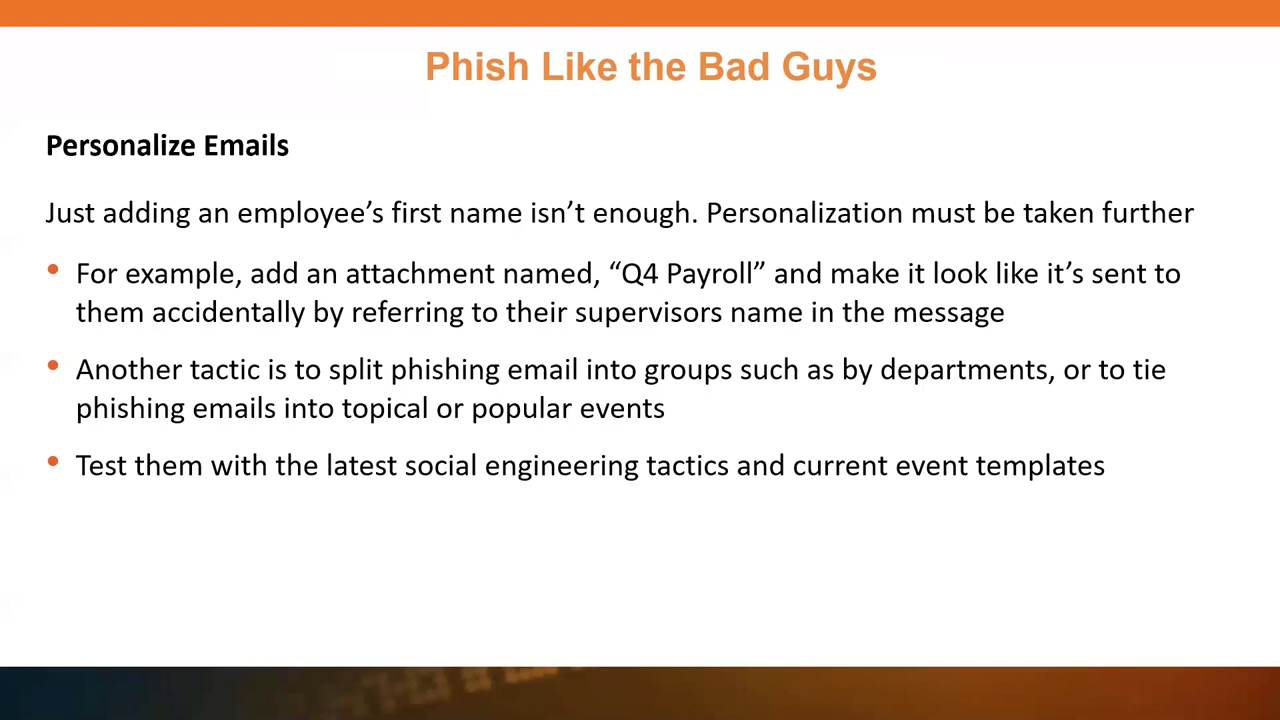 Phish Like the Bad Guys
Personalize Emails
Just adding an employee’s first name isn’t enough. Personalization must be taken further
• For example, add an attachment named, “Q4 Payroll” and make it look like it’s sent to
them accidentally by referring to their supervisors name in the message
• Another tactic is to split phishing email into groups such as by departments, or to tie
phishing emails into topical or popular events
• Test them with the latest social engineering tactics and current event templates